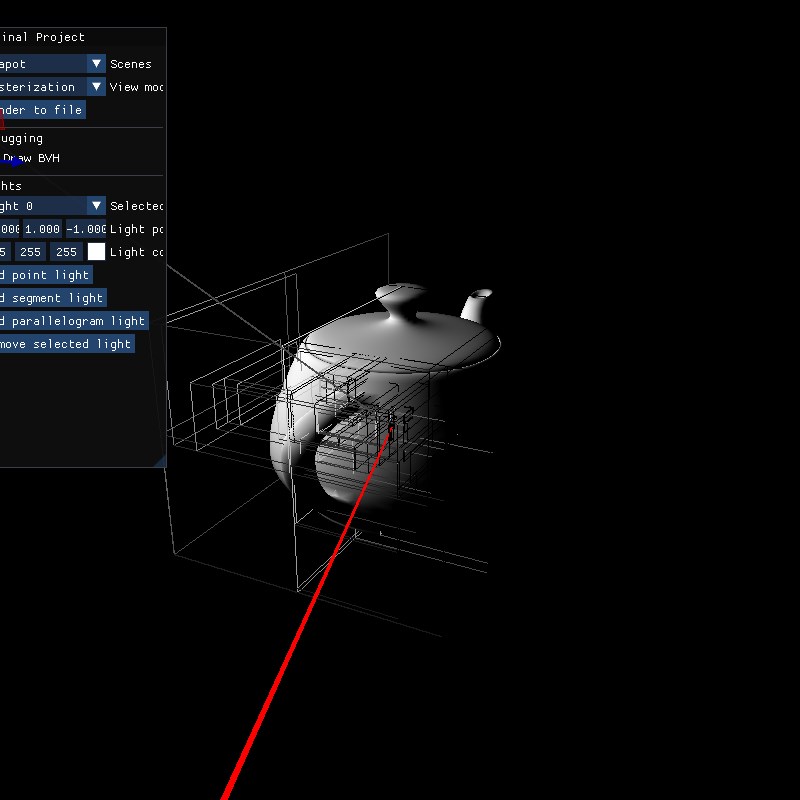 inal Project
apot Scenes
sterization View mod
nder to file
ugging
Draw BVH
hts
ght 0 Selected
000 1.000 -1.000 Light po
5 255 255 Light co
d point light
d segment light
d parallelogram light
move selected light